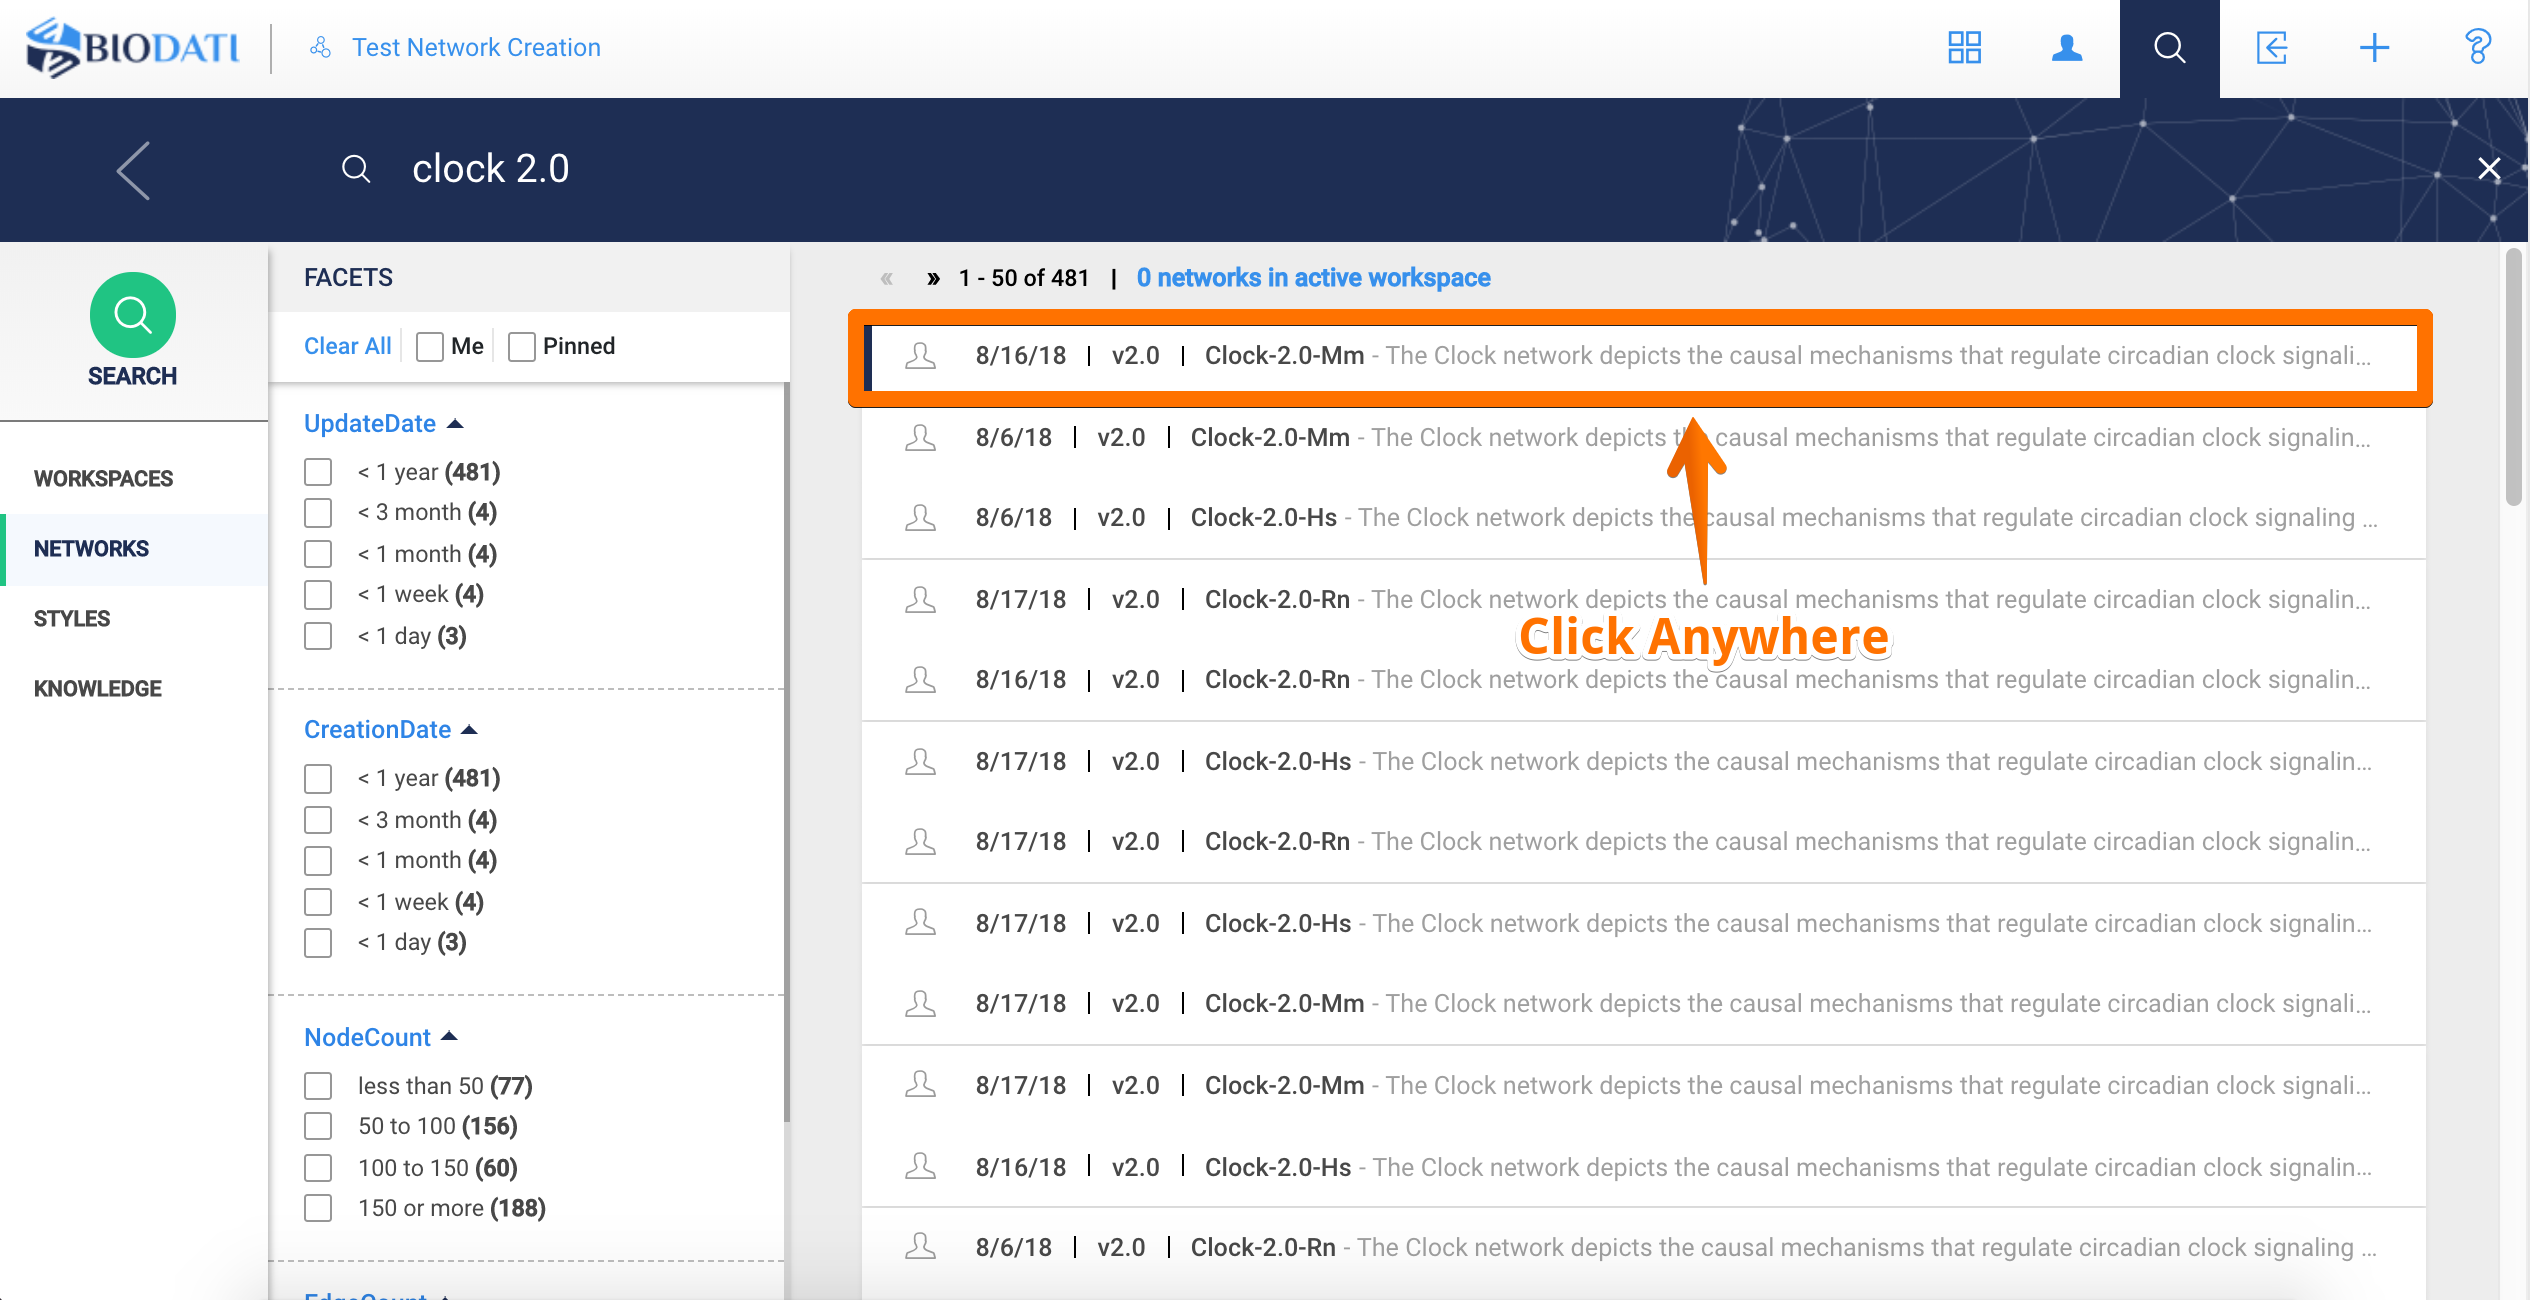 BIODATI
Test Network Creation
clock 2.0
SEARCH
WORKSPACES
NETWORKS
STYLES
KNOWLEDGE
FACETS
Clear All Me Pinned
UpdateDate
< 1 year (481)
< 3 month (4)
< 1 month (4)
< 1 week (4)
< 1 day (3)
CreationDate
< 1 year (481)
< 3 month (4)
< 1 month (4)
< 1 week (4)
< 1 day (3)
NodeCount
less than 50 (77)
50 to 100 (156)
100 to 150 (60)
150 or more (188)
EdgeCount
« » 1 - 50 of 481 | 0 networks in active workspace
8/16/18 | v2.0 | Clock-2.0-Mm - The Clock network depicts the causal mechanisms that regulate circadian clock signali...
8/6/18 | v2.0 | Clock-2.0-Mm - The Clock network depicts the causal mechanisms that regulate circadian clock signalin...
8/6/18 | v2.0 | Clock-2.0-Hs - The Clock network depicts the causal mechanisms that regulate circadian clock signaling ...
8/17/18 | v2.0 | Clock-2.0-Rn - The Clock network depicts the causal mechanisms that regulate circadian clock signalin...
Click Anywhere
8/16/18 | v2.0 | Clock-2.0-Rn - The Clock network depicts the causal mechanisms that regulate circadian clock signalin...
8/17/18 | v2.0 | Clock-2.0-Hs - The Clock network depicts the causal mechanisms that regulate circadian clock signalin...
8/17/18 | v2.0 | Clock-2.0-Rn - The Clock network depicts the causal mechanisms that regulate circadian clock signalin...
8/17/18 | v2.0 | Clock-2.0-Hs - The Clock network depicts the causal mechanisms that regulate circadian clock signalin...
8/17/18 | v2.0 | Clock-2.0-Mm - The Clock network depicts the causal mechanisms that regulate circadian clock signali...
8/17/18 | v2.0 | Clock-2.0-Mm - The Clock network depicts the causal mechanisms that regulate circadian clock signali...
8/16/18 | v2.0 | Clock-2.0-Hs - The Clock network depicts the causal mechanisms that regulate circadian clock signalin...
8/6/18 | v2.0 | Clock-2.0-Rn - The Clock network depicts the causal mechanisms that regulate circadian clock signaling ...